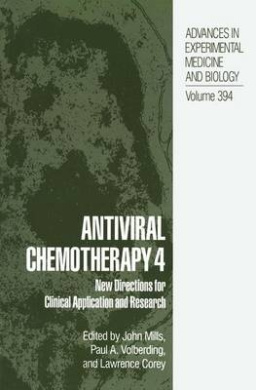 ADVANCES IN
EXPERIMENTAL
MEDICINE
AND BIOLOGY
Volume 394
ANTIVIRAL
CHEMOTHERAPY 4
New Directions for
Clinical Application and Research
Edited by John Mills,
Paul A. Volberding,
and Lawrence Corey